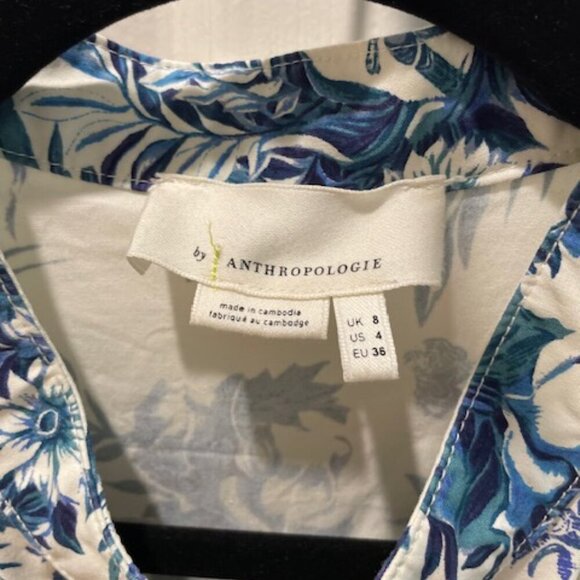 by ANTHROPOLOGIE
made in cambodia
fabriqué au cambodge
UK 8
US 4
EU 36